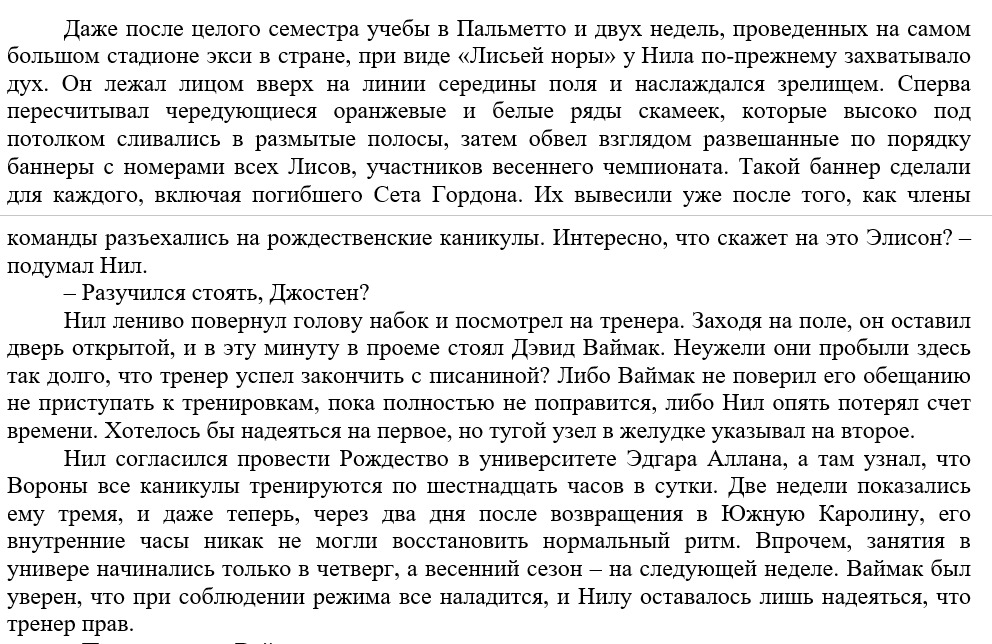 Даже после целого семестра учебы в Пальметто и двух недель, проведенных на самом
большом стадионе экси в стране, при виде «Лисьей норы» у Нила по-прежнему захватывало
дух. Он лежал лицом вверх на линии середины поля и наслаждался зрелищем. Сперва
пересчитывал чередующиеся оранжевые и белые ряды скамеек, которые высоко под
потолком сливались в размытые полосы, затем обвел взглядом развешанные по порядку
баннеры с номерами всех Лисов, участников весеннего чемпионата. Такой баннер сделали
для каждого, включая погибшего Сета Гордона. Их вывесили уже после того, как члены
команды разъехались на рождественские каникулы. Интересно, что скажет на это Элисон? –
подумал Нил.
– Разучился стоять, Джостен?
Нил лениво повернул голову набок и посмотрел на тренера. Заходя на поле, он оставил
дверь открытой, и в эту минуту в проеме стоял Дэвид Ваймак. Неужели они пробыли здесь
так долго, что тренер успел закончить с писаниной? Либо Ваймак не поверил его обещанию
не приступать к тренировкам, пока полностью не поправится, либо Нил опять потерял счет
времени. Хотелось бы надеяться на первое, но тугой узел в желудке указывал на второе.
Нил согласился провести Рождество в университете Эдгара Аллана, а там узнал, что
Вороны все каникулы тренируются по шестнадцать часов в сутки. Две недели показались
ему тремя, и даже теперь, через два дня после возвращения в Южную Каролину, его
внутренние часы никак не могли восстановить нормальный ритм. Впрочем, занятия в
универе начинались только в четверг, а весенний сезон – на следующей неделе. Ваймак был
уверен, что при соблюдении режима все наладится, и Нилу оставалось лишь надеяться, что
тренер прав.